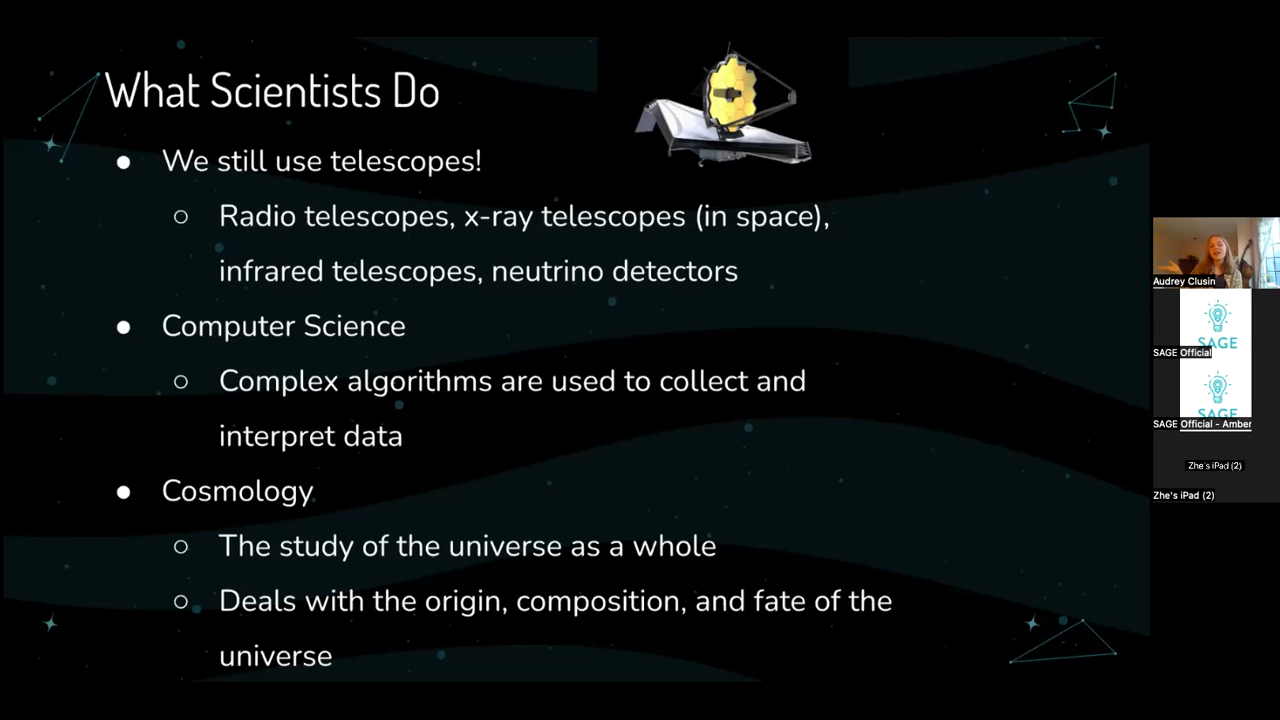 What Scientists Do
● We still use telescopes!
○ Radio telescopes, x-ray telescopes (in space),
infrared telescopes, neutrino detectors
● Computer Science
○ Complex algorithms are used to collect and
interpret data
● Cosmology
○ The study of the universe as a whole
○ Deals with the origin, composition, and fate of the
universe
Audrey Clusin
SAGE
SAGE Official
SAGE
SAGE Official - Amber
Zhe's iPad (2)
Zhe's iPad (2)